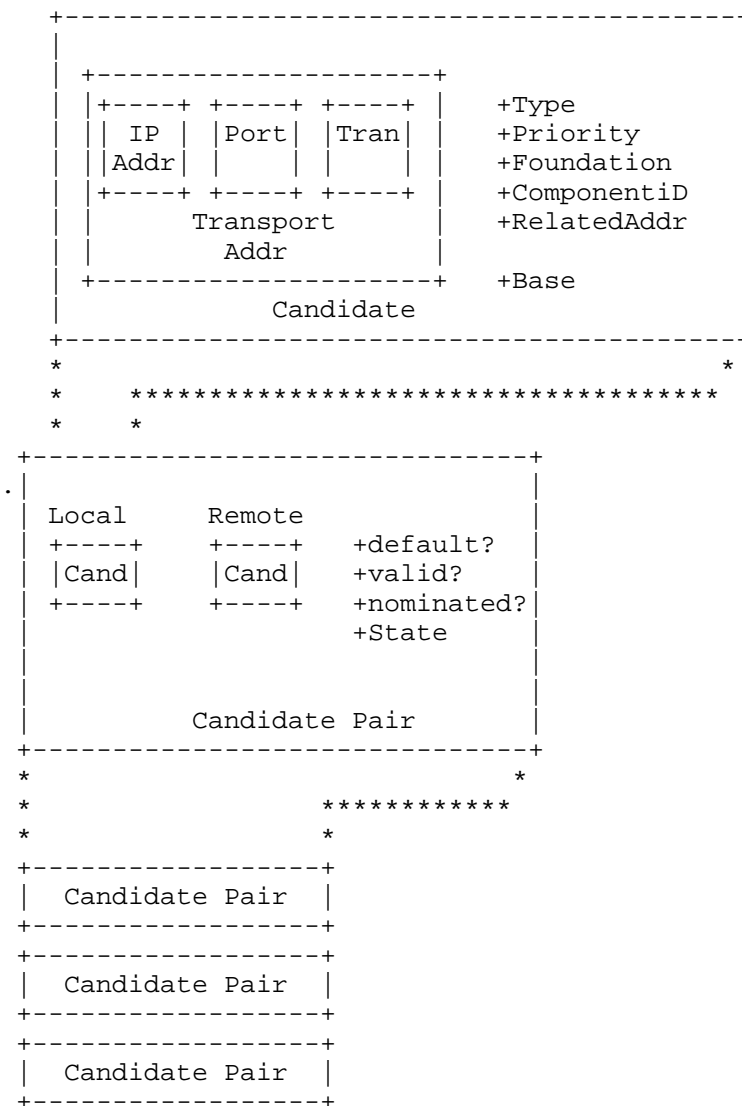 +Type
IP Port Tran +Priority
Addr +Foundation
+ComponentiD
Transport +RelatedAddr
Addr
+Base
Candidate
Local Remote
+default?
Cand Cand +valid?
+nominated?
+State
Candidate Pair
Candidate Pair
Candidate Pair
Candidate Pair